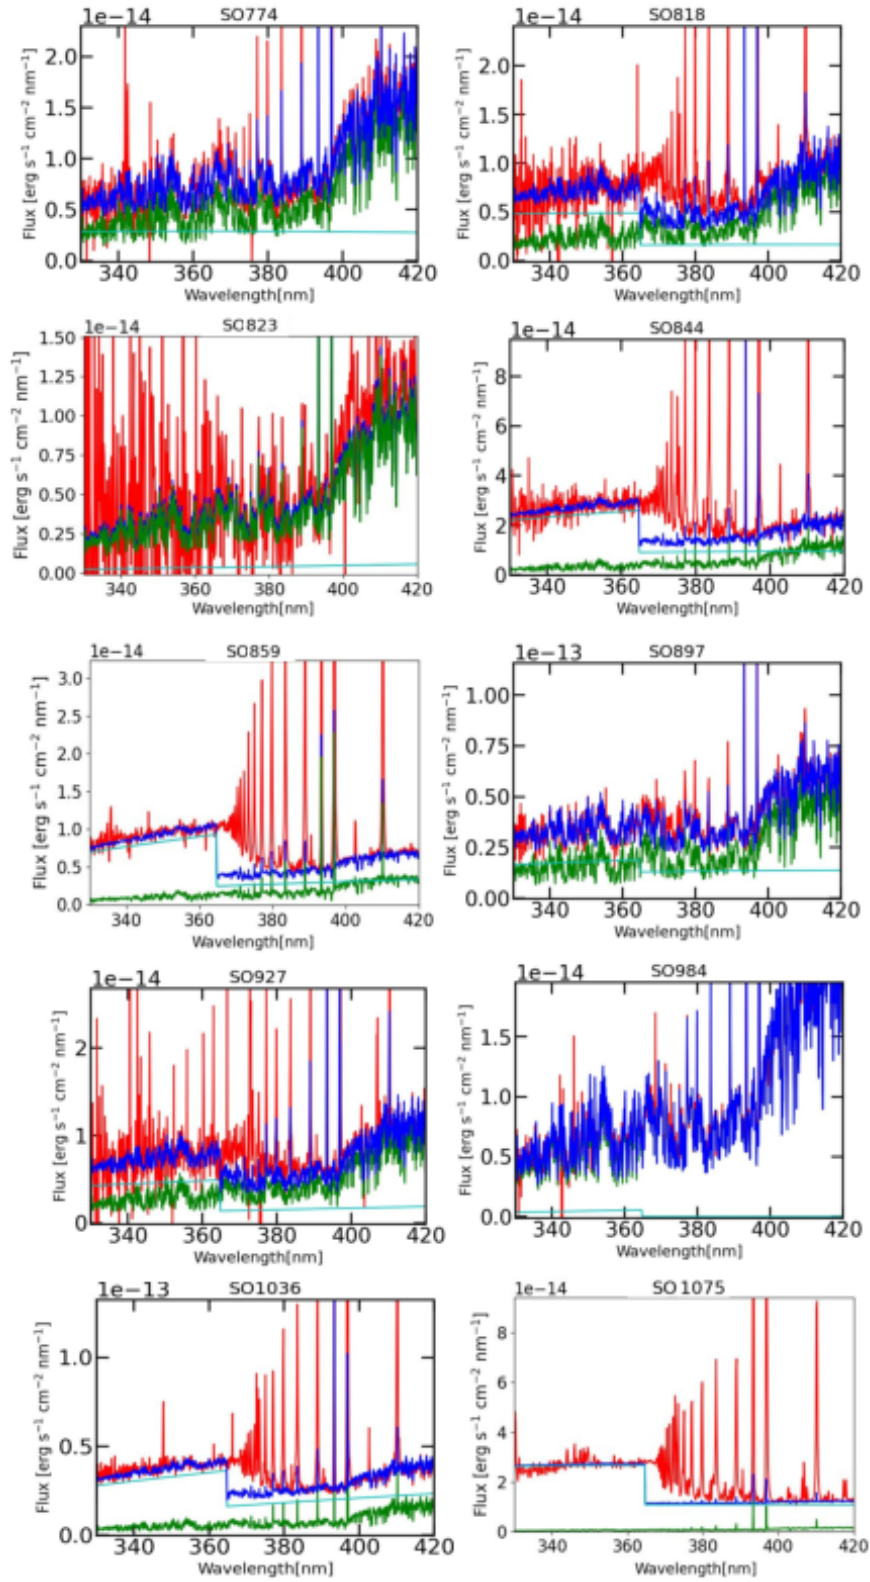 1e−14 SO774
Flux [erg s⁻¹ cm⁻² nm⁻¹]
2.0
1.5
1.0
0.5
0.0
340 360 380 400 420
Wavelength[nm]
1e−14 SO818
Flux [erg s⁻¹ cm⁻² nm⁻¹]
2.0
1.5
1.0
0.5
0.0
340 360 380 400 420
Wavelength[nm]
1e−14 SO823
Flux [erg s⁻¹ cm⁻² nm⁻¹]
1.50
1.25
1.00
0.75
0.50
0.25
0.00
340 360 380 400 420
Wavelength[nm]
1e−14 SO844
Flux [erg s⁻¹ cm⁻² nm⁻¹]
8
6
4
2
0
340 360 380 400 420
Wavelength[nm]
1e−14 SO859
Flux [erg s⁻¹ cm⁻² nm⁻¹]
3.0
2.5
2.0
1.5
1.0
0.5
0.0
340 360 380 400 420
Wavelength[nm]
1e−13 SO897
Flux [erg s⁻¹ cm⁻² nm⁻¹]
1.00
0.75
0.50
0.25
0.00
340 360 380 400 420
Wavelength[nm]
1e−14 SO927
Flux [erg s⁻¹ cm⁻² nm⁻¹]
2
1
0
340 360 380 400 420
Wavelength[nm]
1e−14 SO984
Flux [erg s⁻¹ cm⁻² nm⁻¹]
1.5
1.0
0.5
0.0
340 360 380 400 420
Wavelength[nm]
1e−13 SO1036
Flux [erg s⁻¹ cm⁻² nm⁻¹]
1.0
0.5
0.0
340 360 380 400 420
Wavelength[nm]
1e−14 SO1075
Flux [erg s⁻¹ cm⁻² nm⁻¹]
8
6
4
2
0
340 360 380 400 420
Wavelength[nm]